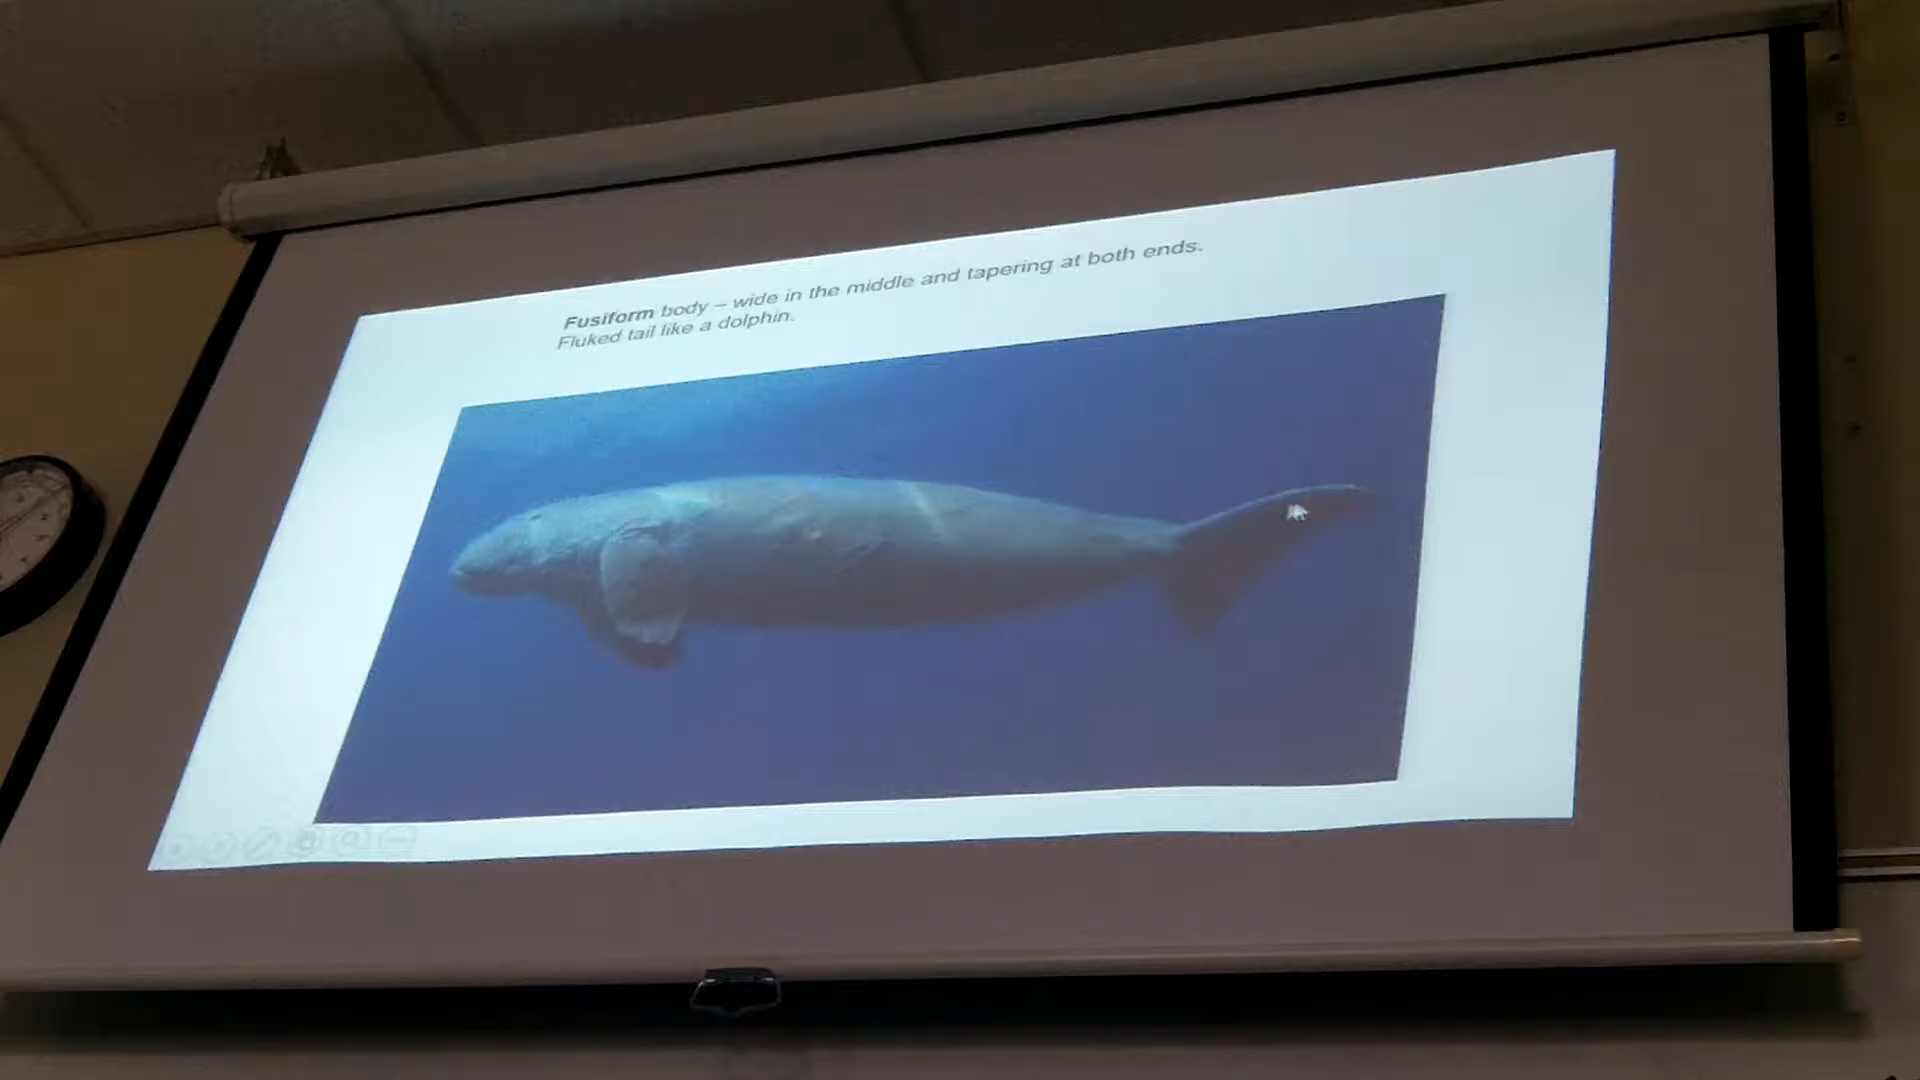 Fusiform body – wide in the middle and tapering at both ends.
Fluked tail like a dolphin.